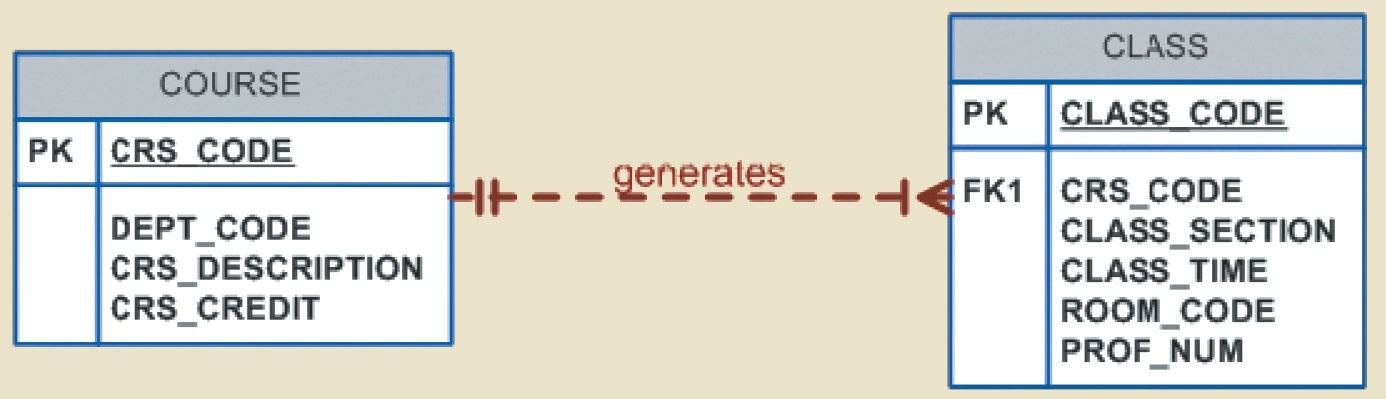 COURSE
PK CRS_CODE
DEPT_CODE
CRS_DESCRIPTION
CRS_CREDIT
generates
CLASS
PK CLASS_CODE
FK1 CRS_CODE
CLASS_SECTION
CLASS_TIME
ROOM_CODE
PROF_NUM